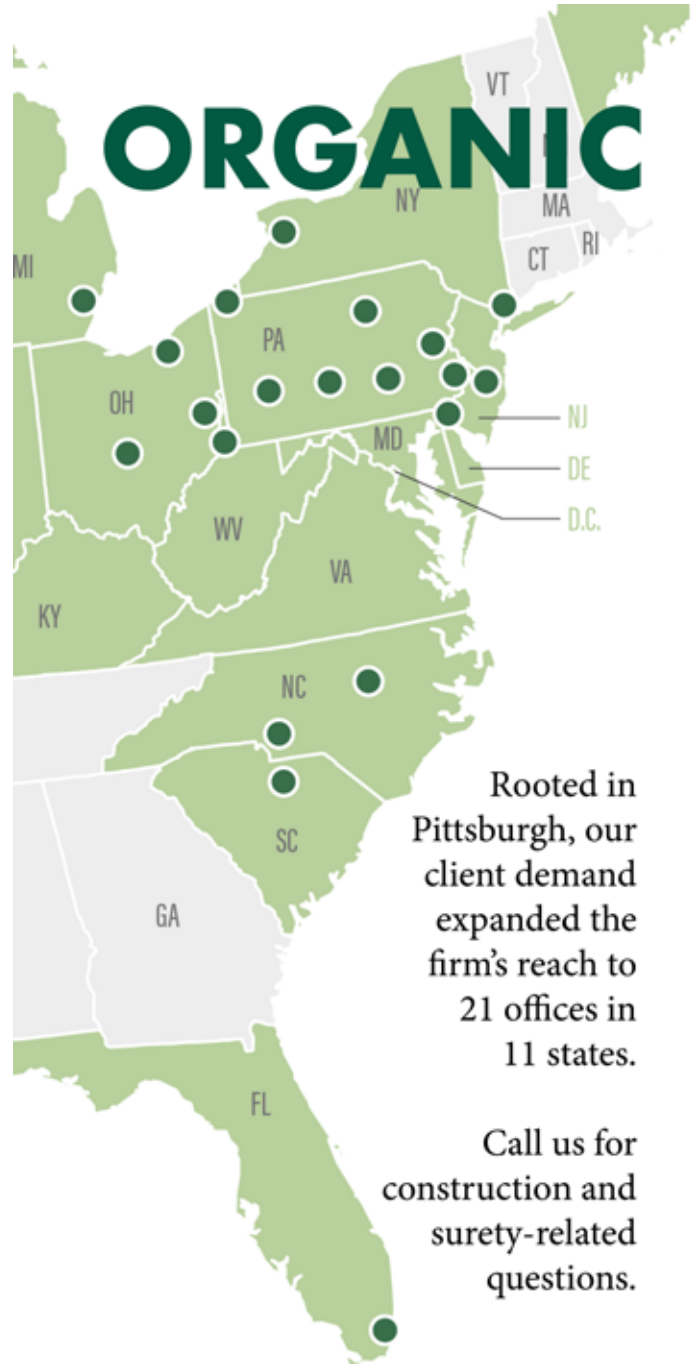 ORGANIC
VT
NY
MA
CT
RI
MI
PA
OH
NJ
MD
DE
D.C.
WV
VA
KY
NC
SC
GA
FL
Rooted in
Pittsburgh, our
client demand
expanded the
firm’s reach to
21 offices in
11 states.
Call us for
construction and
surety-related
questions.